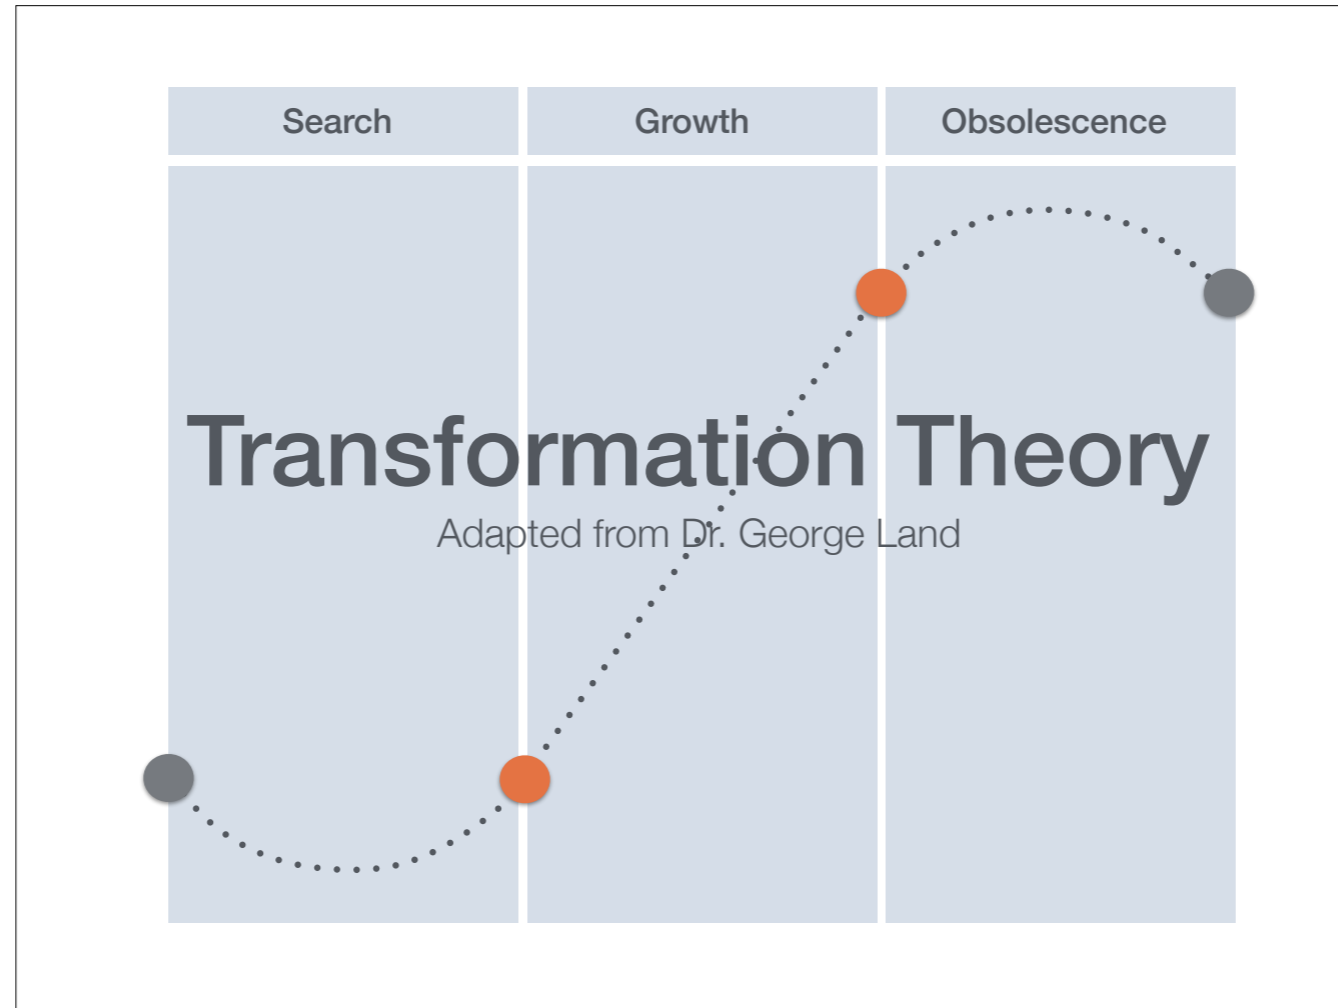 Search Growth Obsolescence
Transformation Theory
Adapted from Dr. George Land